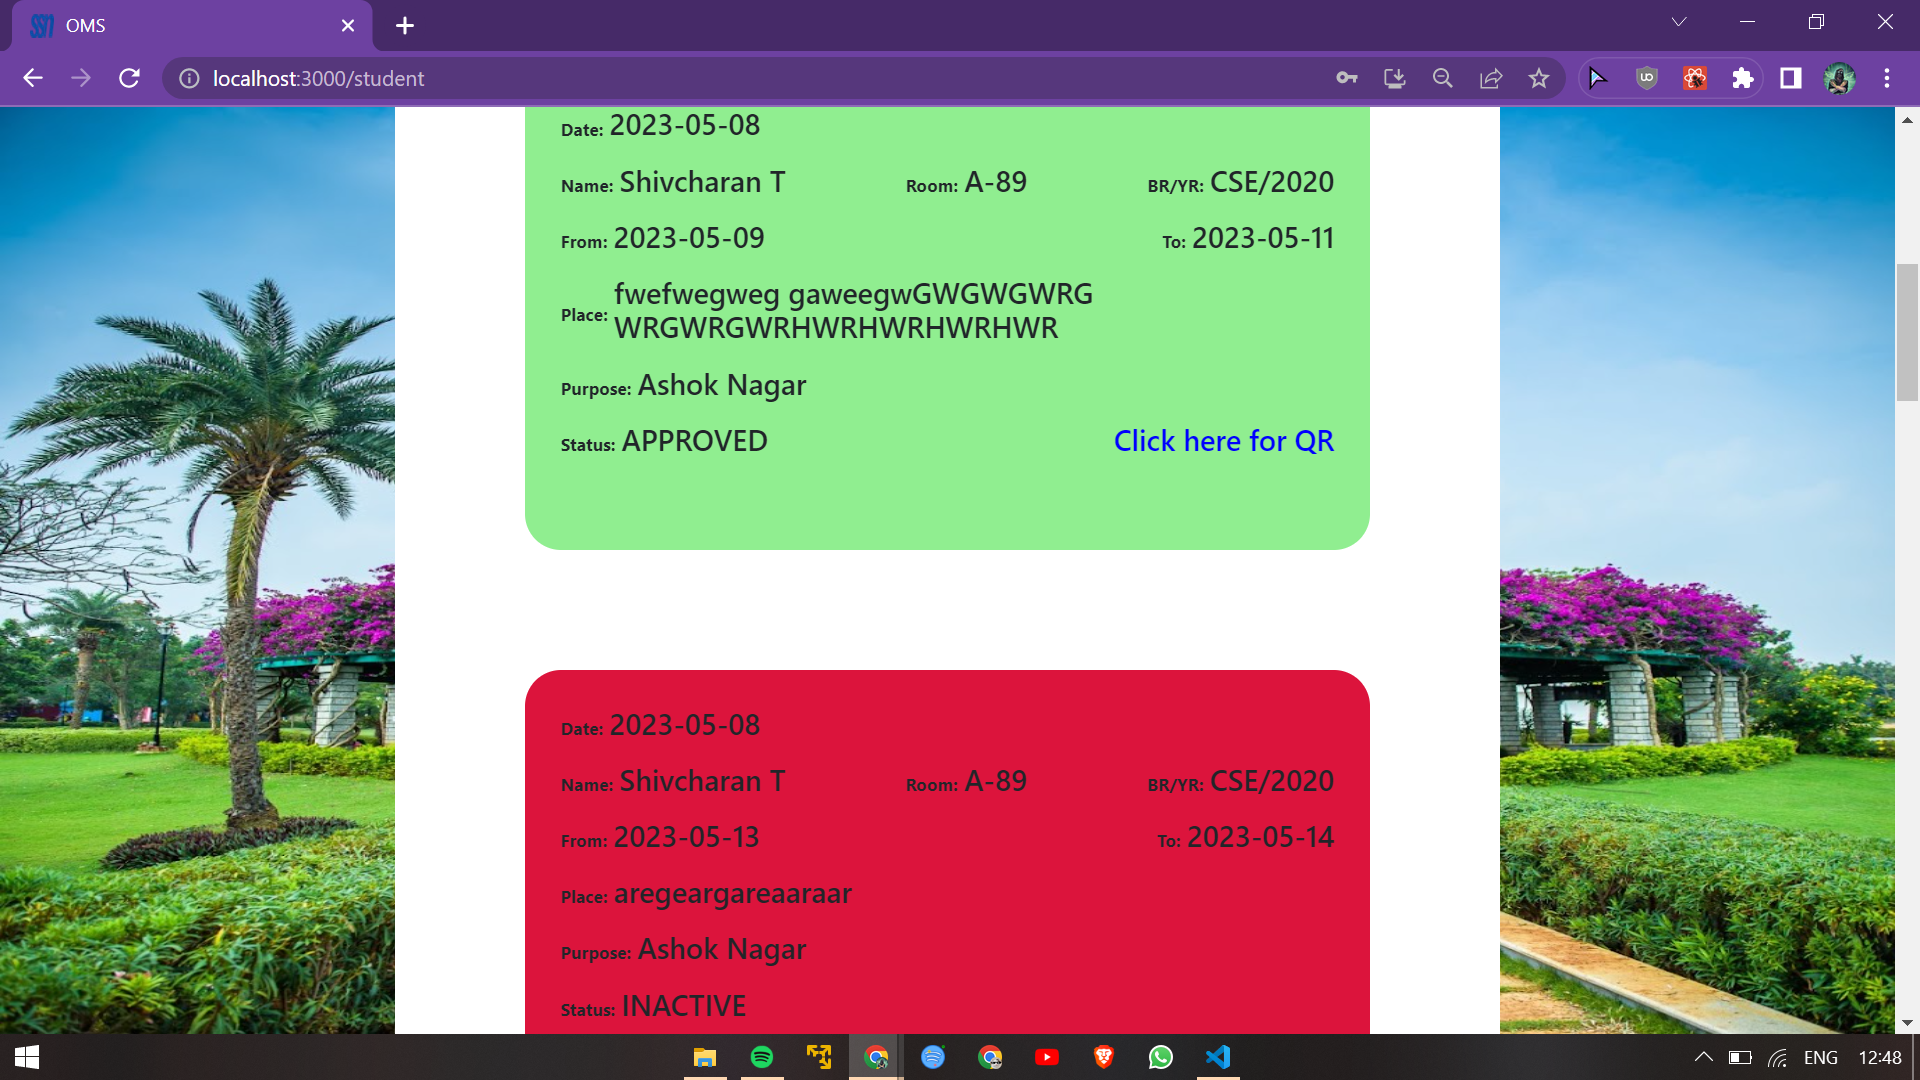 OMS
localhost:3000/student
Date: 2023-05-08
Name: Shivcharan T Room: A-89 BR/YR: CSE/2020
From: 2023-05-09 To: 2023-05-11
Place: fwefwegweg gaweegwGWGWGWRG
WRGWRGWRHWRHWRHWRHWR
Purpose: Ashok Nagar
Status: APPROVED Click here for QR
Date: 2023-05-08
Name: Shivcharan T Room: A-89 BR/YR: CSE/2020
From: 2023-05-13 To: 2023-05-14
Place: aregeargareaaraar
Purpose: Ashok Nagar
Status: INACTIVE
ENG 12:48